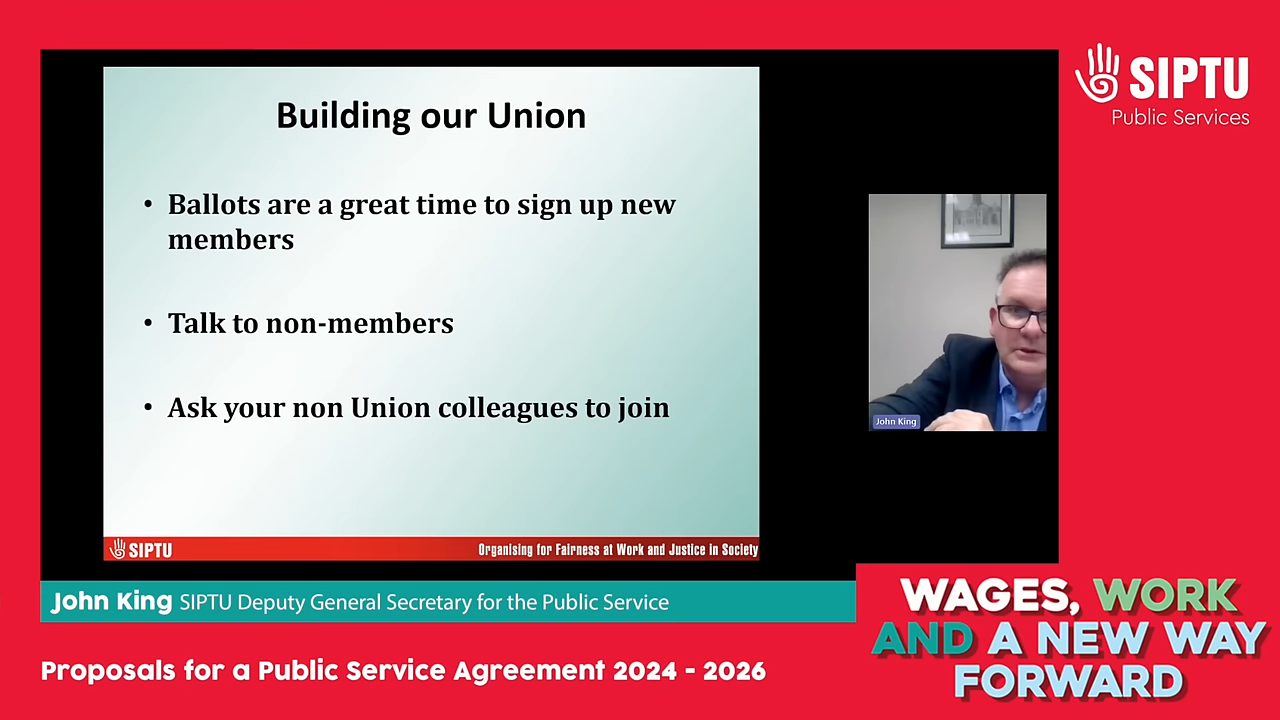 SIPTU
Public Services
Building our Union
• Ballots are a great time to sign up new
members
• Talk to non-members
• Ask your non Union colleagues to join
John King
SIPTU
Organising for Fairness at Work and Justice in Society
John King SIPTU Deputy General Secretary for the Public Service
Proposals for a Public Service Agreement 2024 - 2026
WAGES, WORK
AND A NEW WAY
FORWARD